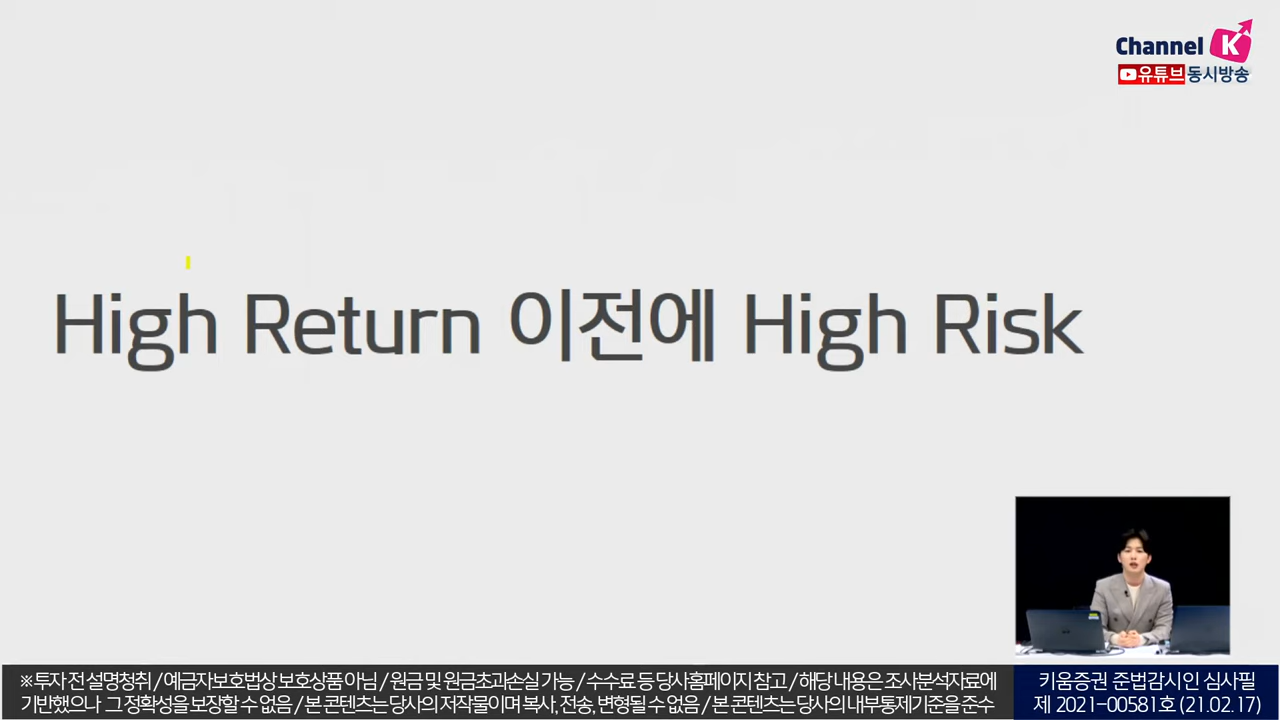 Channel K
유튜브 동시방송
High Return 이전에 High Risk
※ 투자 전 설명청취 / 예금자보호법상 보호상품 아님 / 원금 및 원금초과손실 가능 / 수수료 등 당사홈페이지 참고 / 해당 내용은 조사분석자료에
기반했으나 그 정확성을 보장할 수 없음 / 본 콘텐츠는 당사의 저작물이며 복사, 전송, 변형될 수 없음 / 본 콘텐츠는 당사의 내부통제기준을 준수
키움증권 준법감시인 심사필
제 2021-00581호 (21.02.17)